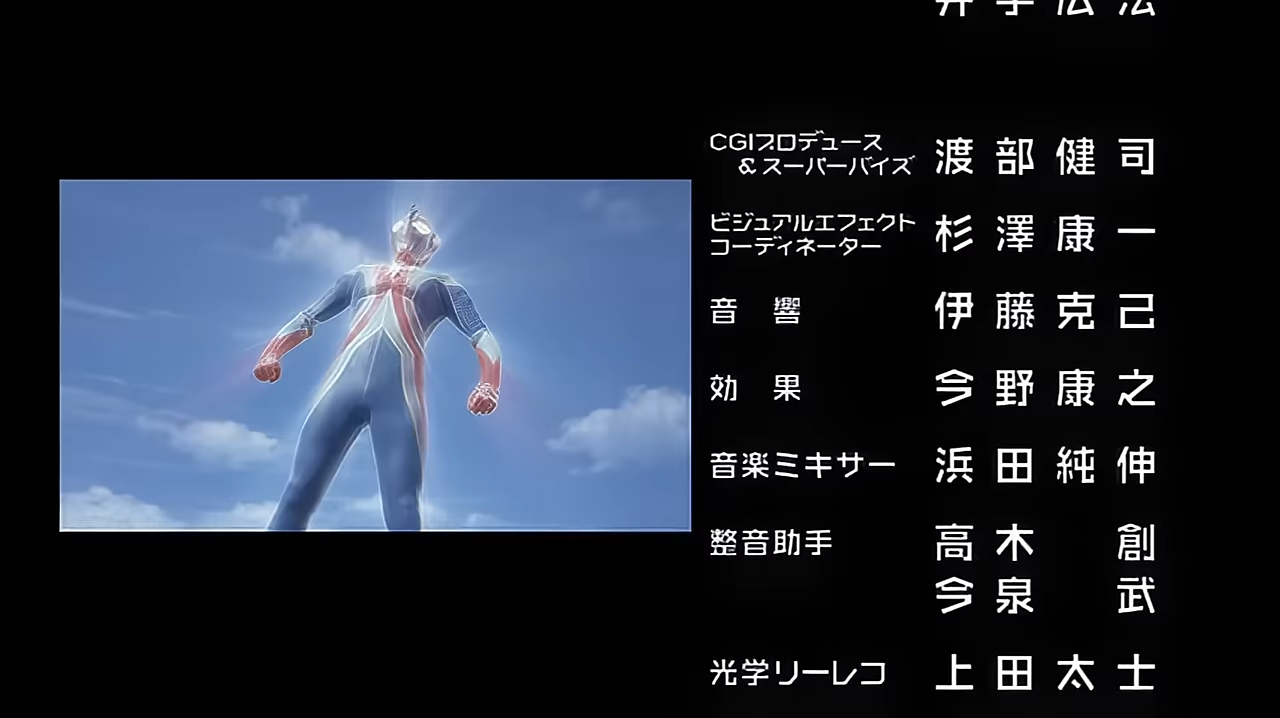 井 手 広 法
CGIプロデュース
&スーパーバイズ 渡 部 健 司
ビジュアルエフェクト
コーディネーター 杉 澤 康 一
音 響 伊 藤 克 己
効 果 今 野 康 之
音楽ミキサー 浜 田 純 伸
整音助手 高 木 創
今 泉 武
光学リーレコ 上 田 太 士